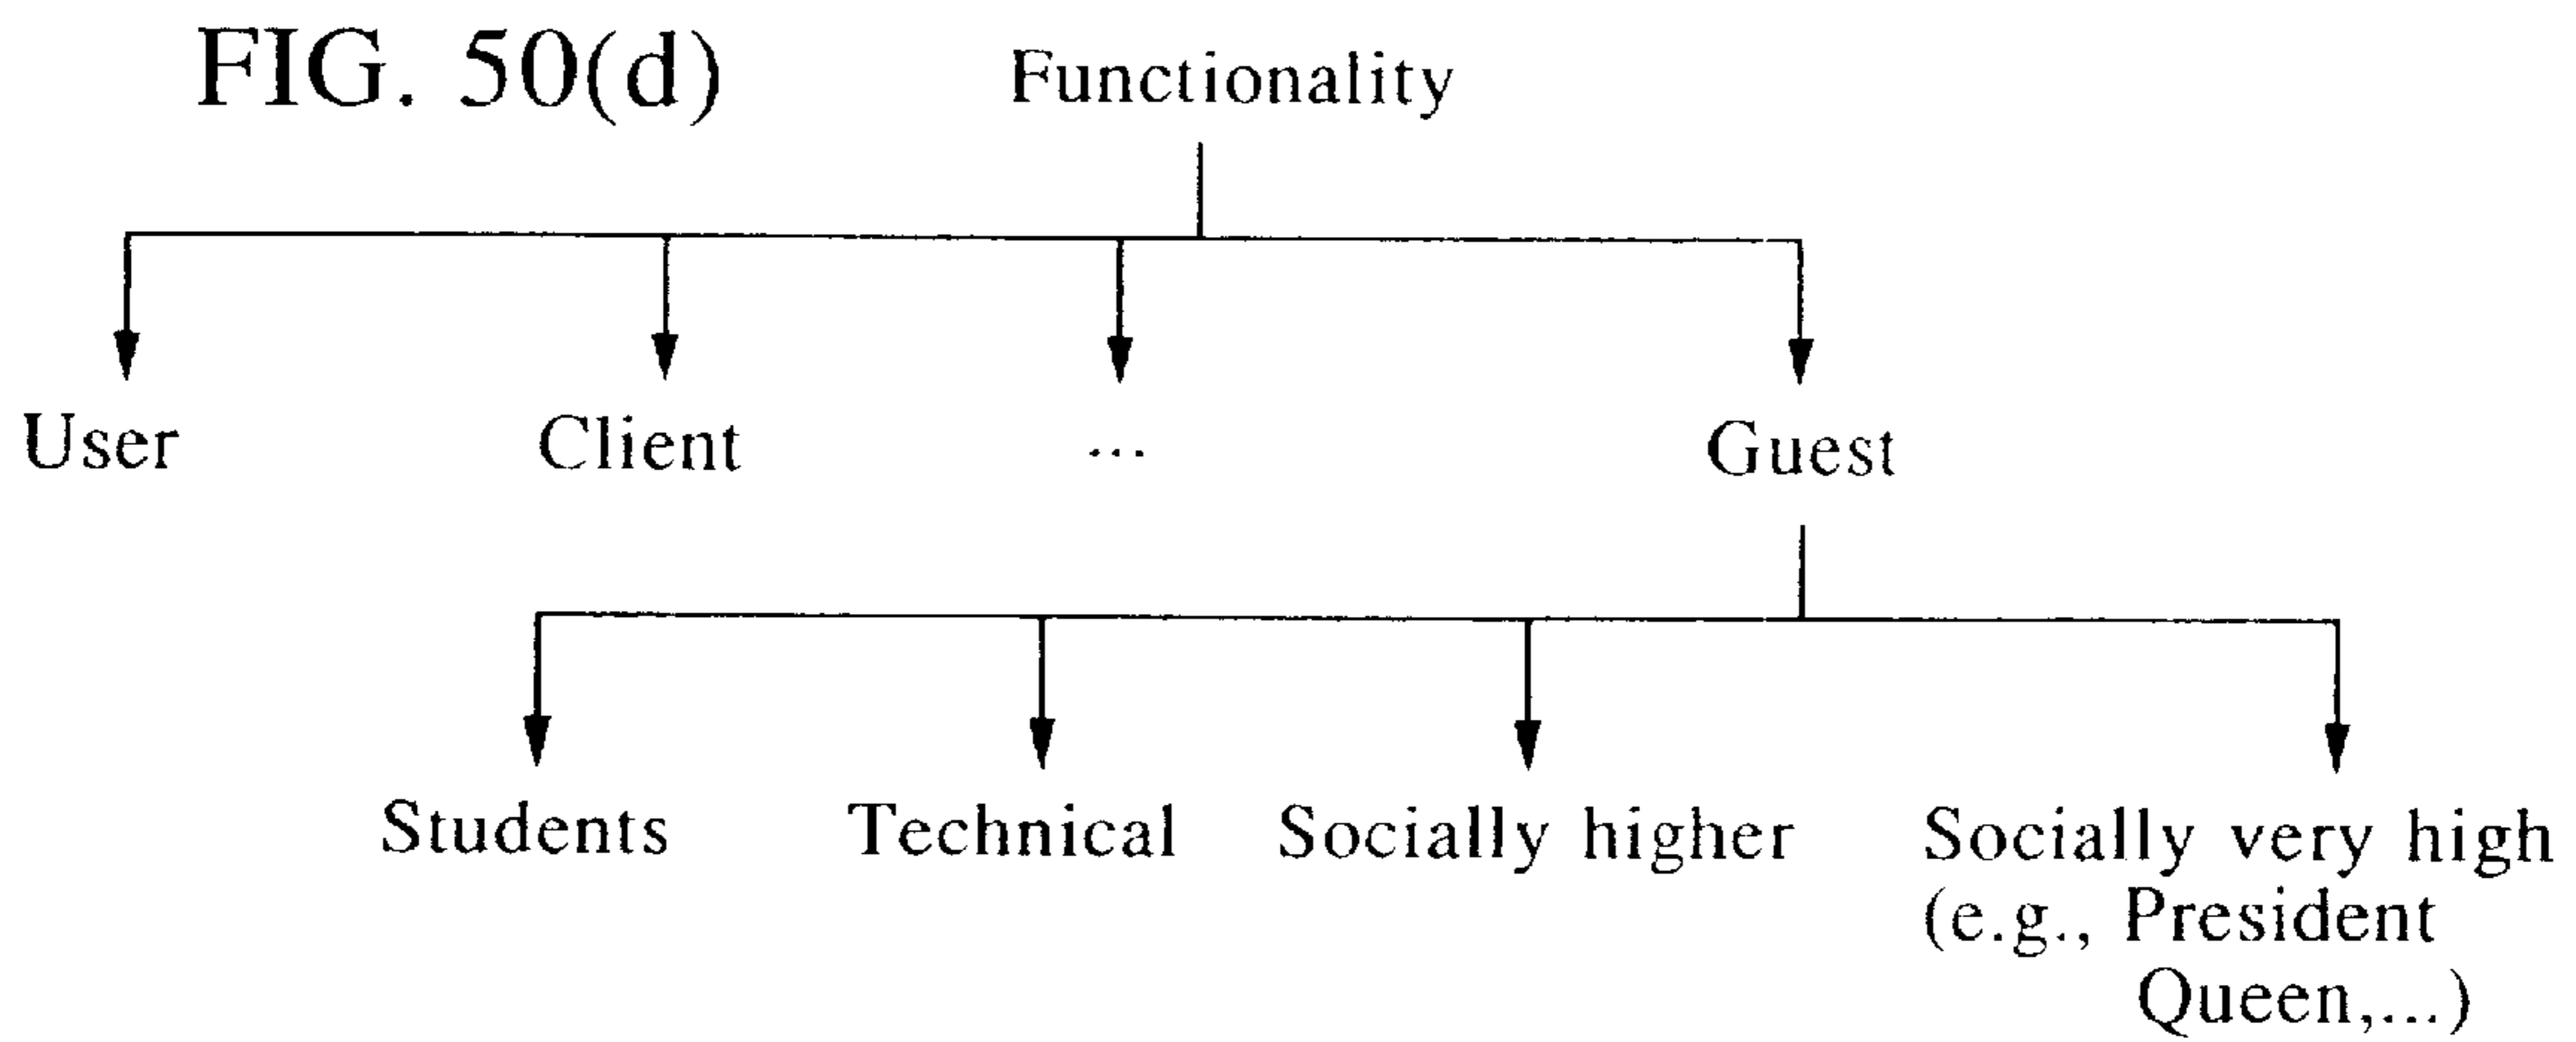 FIG. 50(d)
Functionality
User
Client
...
Guest
Students
Technical
Socially higher
Socially very high
(e.g., President
Queen,...)